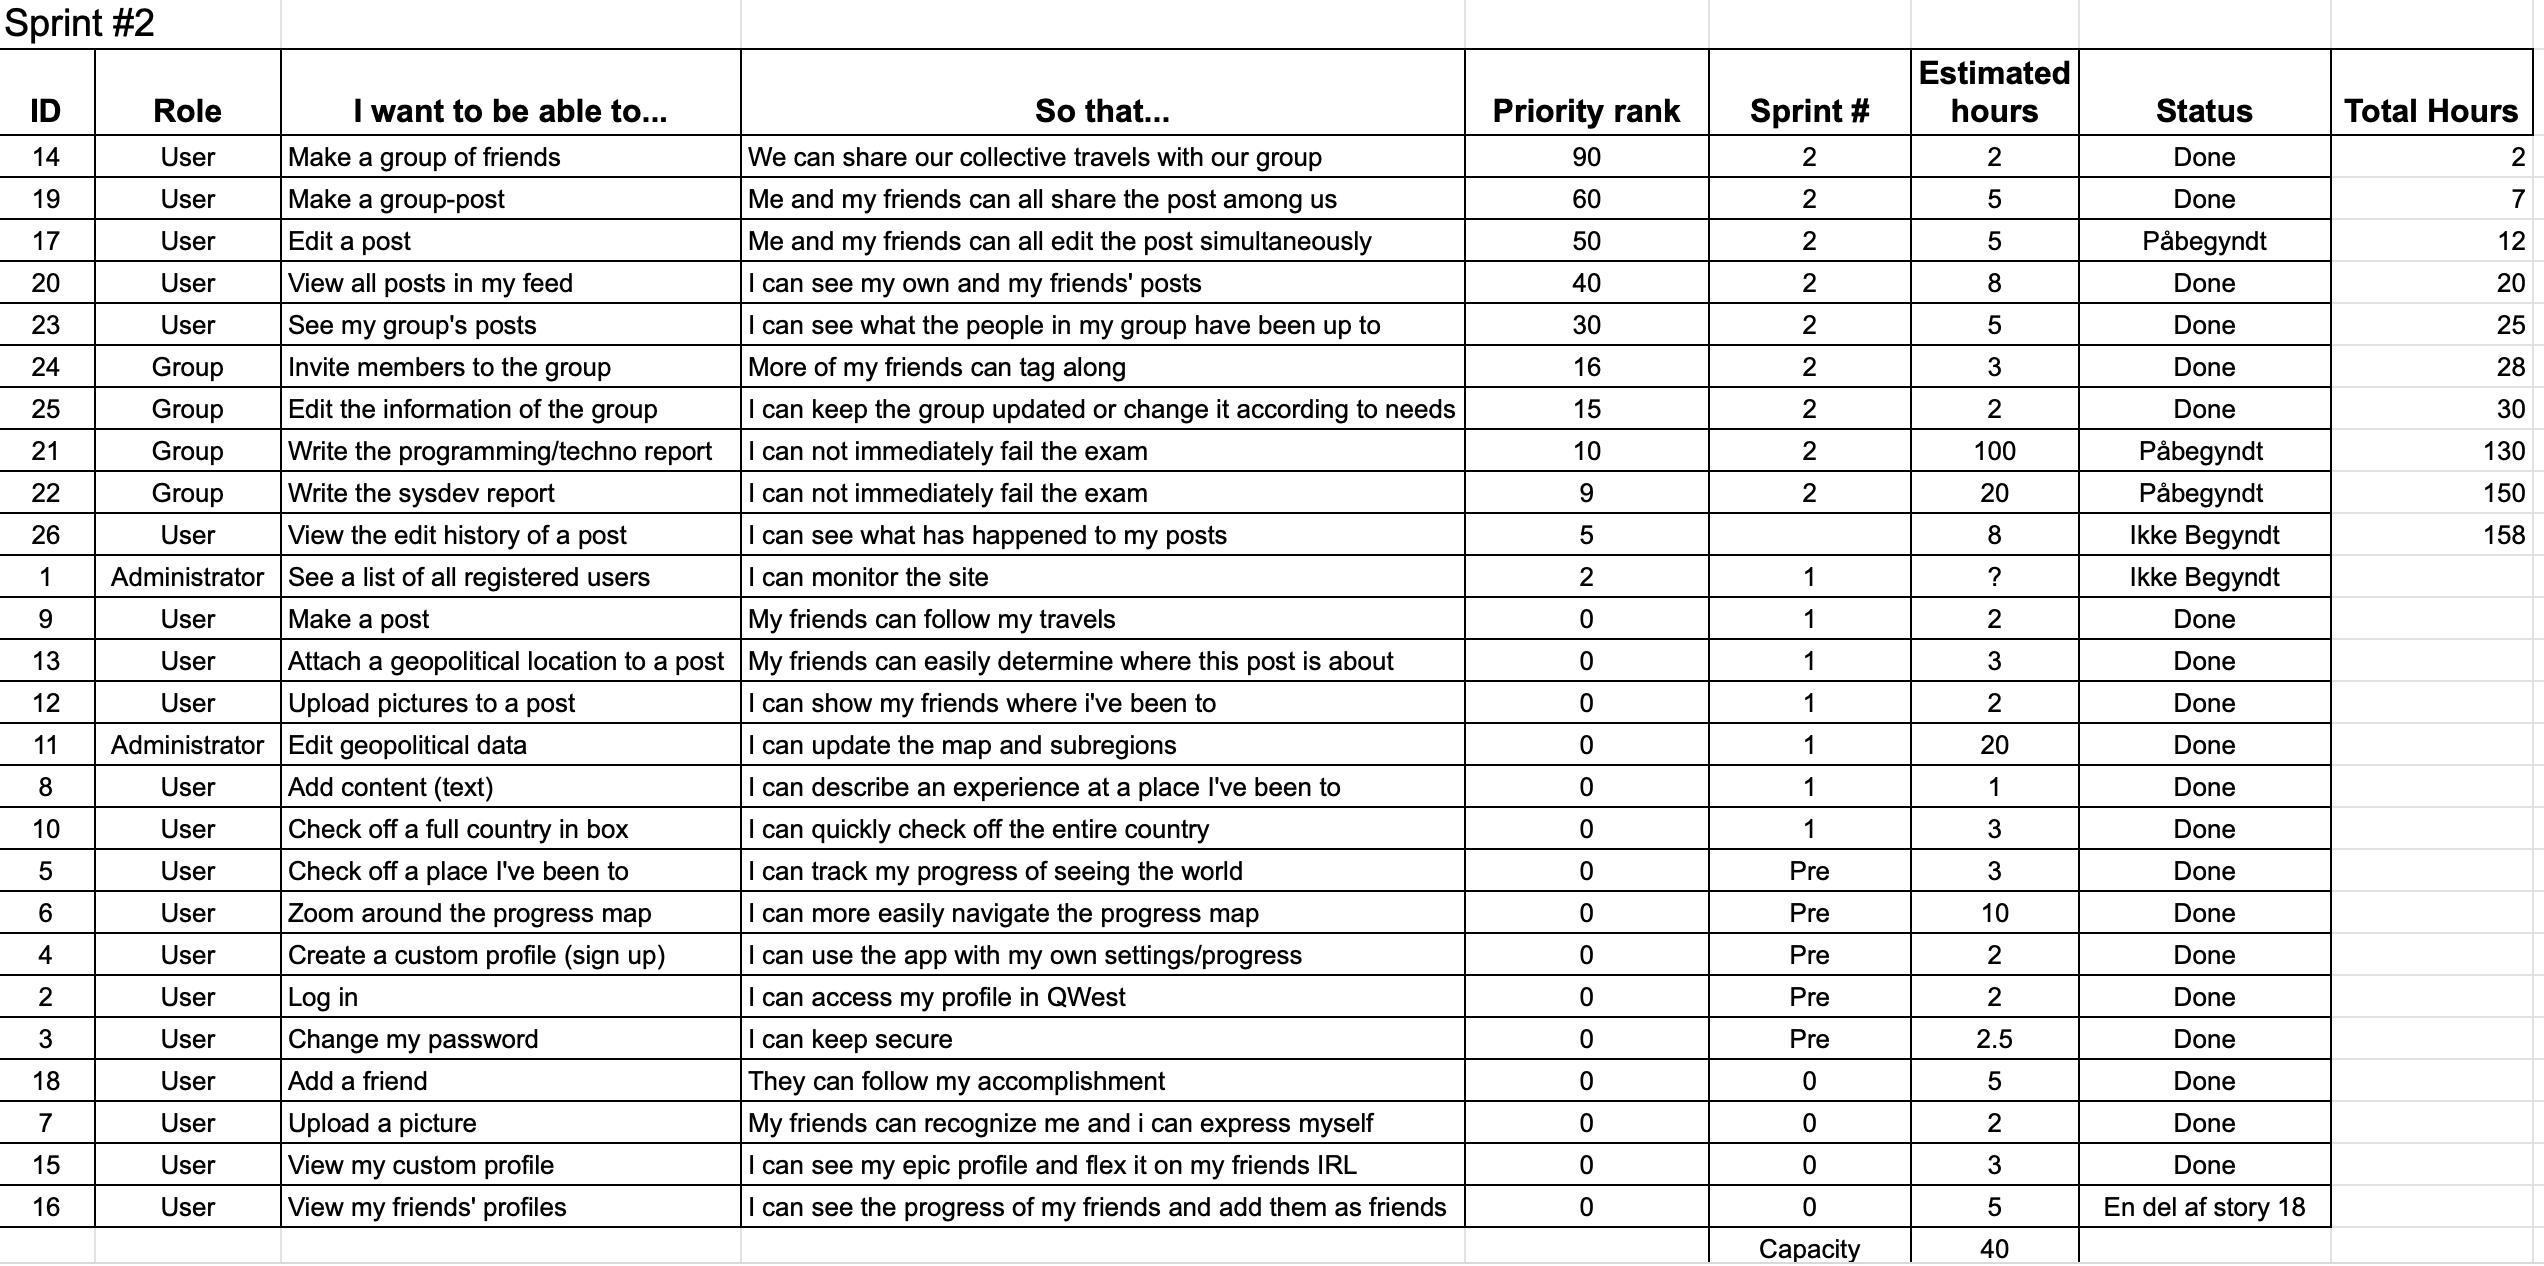 Sprint #2
ID Role I want to be able to... So that... Priority rank Sprint # Estimated hours Status Total Hours
14 User Make a group of friends We can share our collective travels with our group 90 2 2 Done 2
19 User Make a group-post Me and my friends can all share the post among us 60 2 5 Done 7
17 User Edit a post Me and my friends can all edit the post simultaneously 50 2 5 Påbegyndt 12
20 User View all posts in my feed I can see my own and my friends' posts 40 2 8 Done 20
23 User See my group's posts I can see what the people in my group have been up to 30 2 5 Done 25
24 Group Invite members to the group More of my friends can tag along 16 2 3 Done 28
25 Group Edit the information of the group I can keep the group updated or change it according to needs 15 2 2 Done 30
21 Group Write the programming/techno report I can not immediately fail the exam 10 2 100 Påbegyndt 130
22 Group Write the sysdev report I can not immediately fail the exam 9 2 20 Påbegyndt 150
26 User View the edit history of a post I can see what has happened to my posts 5 8 Ikke Begyndt 158
1 Administrator See a list of all registered users I can monitor the site 2 1 ? Ikke Begyndt
9 User Make a post My friends can follow my travels 0 1 2 Done
13 User Attach a geopolitical location to a post My friends can easily determine where this post is about 0 1 3 Done
12 User Upload pictures to a post I can show my friends where i've been to 0 1 2 Done
11 Administrator Edit geopolitical data I can update the map and subregions 0 1 20 Done
8 User Add content (text) I can describe an experience at a place I've been to 0 1 1 Done
10 User Check off a full country in box I can quickly check off the entire country 0 1 3 Done
5 User Check off a place I've been to I can track my progress of seeing the world 0 Pre 3 Done
6 User Zoom around the progress map I can more easily navigate the progress map 0 Pre 10 Done
4 User Create a custom profile (sign up) I can use the app with my own settings/progress 0 Pre 2 Done
2 User Log in I can access my profile in QWest 0 Pre 2 Done
3 User Change my password I can keep secure 0 Pre 2.5 Done
18 User Add a friend They can follow my accomplishment 0 0 5 Done
7 User Upload a picture My friends can recognize me and i can express myself 0 0 2 Done
15 User View my custom profile I can see my epic profile and flex it on my friends IRL 0 0 3 Done
16 User View my friends' profiles I can see the progress of my friends and add them as friends 0 0 5 En del af story 18
Capacity 40